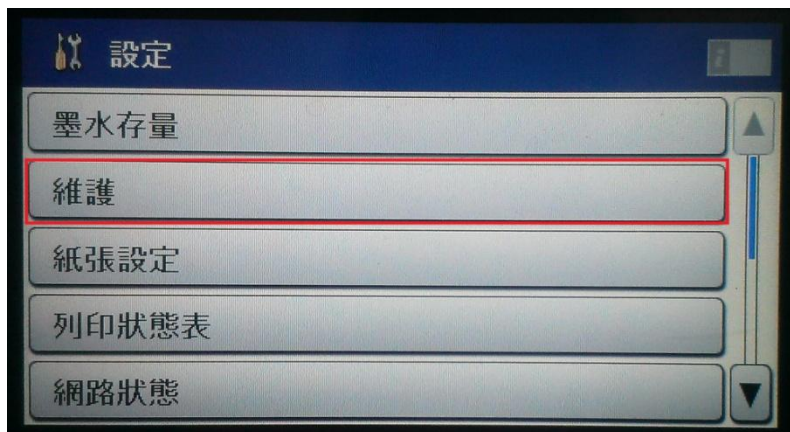 設定
墨水存量
維護
紙張設定
列印狀態表
網路狀態